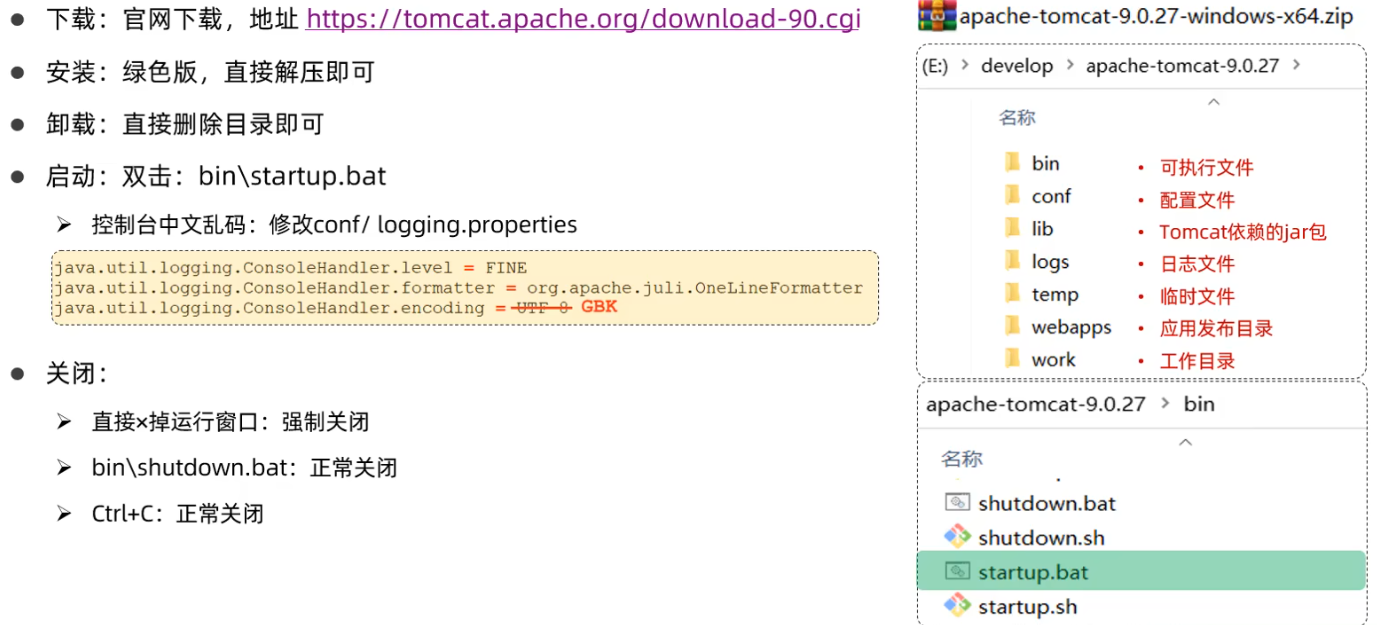 ● 下载：官网下载，地址 https://tomcat.apache.org/download-90.cgi
● 安装：绿色版，直接解压即可
● 卸载：直接删除目录即可
● 启动：双击：bin\startup.bat
➢ 控制台中文乱码：修改conf/ logging.properties
java.util.logging.ConsoleHandler.level = FINE
java.util.logging.ConsoleHandler.formatter = org.apache.juli.OneLineFormatter
java.util.logging.ConsoleHandler.encoding = UTF-8 GBK
● 关闭：
➢ 直接×掉运行窗口：强制关闭
➢ bin\shutdown.bat：正常关闭
➢ Ctrl+C：正常关闭
apache-tomcat-9.0.27-windows-x64.zip
(E:) > develop > apache-tomcat-9.0.27 >
名称
bin • 可执行文件
conf • 配置文件
lib • Tomcat依赖的jar包
logs • 日志文件
temp • 临时文件
webapps • 应用发布目录
work • 工作目录
apache-tomcat-9.0.27 > bin
名称
shutdown.bat
shutdown.sh
startup.bat
startup.sh